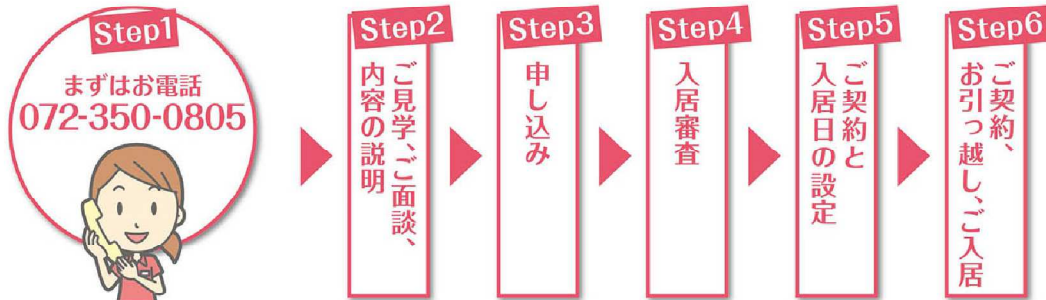 Step1
まずはお電話
072-350-0805
Step2
ご見学、ご面談、
内容の説明
Step3
申し込み
Step4
入居審査
Step5
ご契約と
入居日の設定
Step6
ご契約、
お引っ越し、ご入居